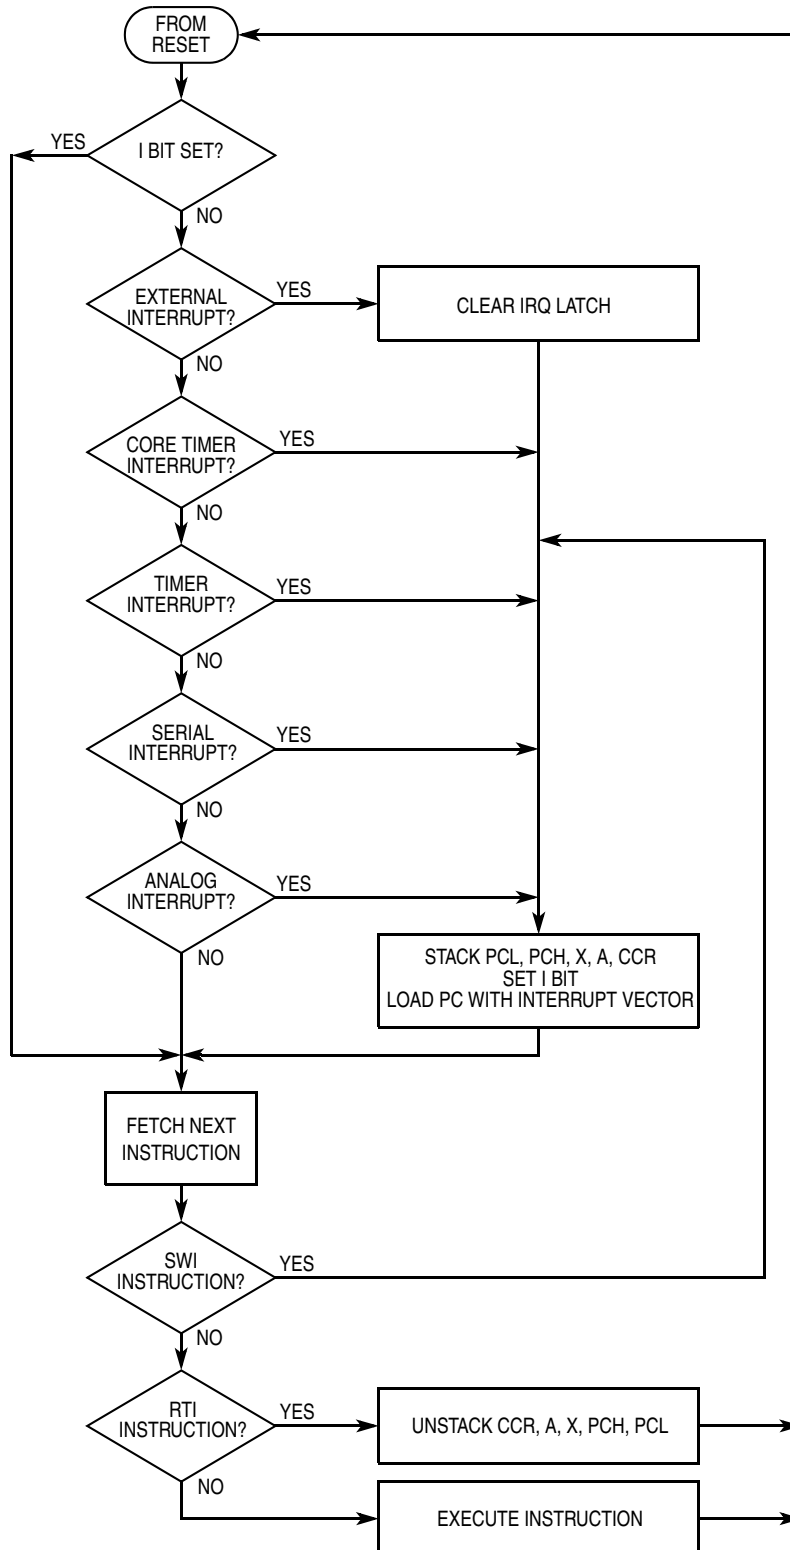 FROM
RESET
I BIT SET?
YES
NO
EXTERNAL
INTERRUPT?
YES
CLEAR IRQ LATCH
NO
CORE TIMER
INTERRUPT?
YES
NO
TIMER
INTERRUPT?
YES
NO
SERIAL
INTERRUPT?
YES
NO
ANALOG
INTERRUPT?
YES
NO
STACK PCL, PCH, X, A, CCR
SET I BIT
LOAD PC WITH INTERRUPT VECTOR
FETCH NEXT
INSTRUCTION
SWI
INSTRUCTION?
YES
NO
RTI
INSTRUCTION?
YES
UNSTACK CCR, A, X, PCH, PCL
NO
EXECUTE INSTRUCTION